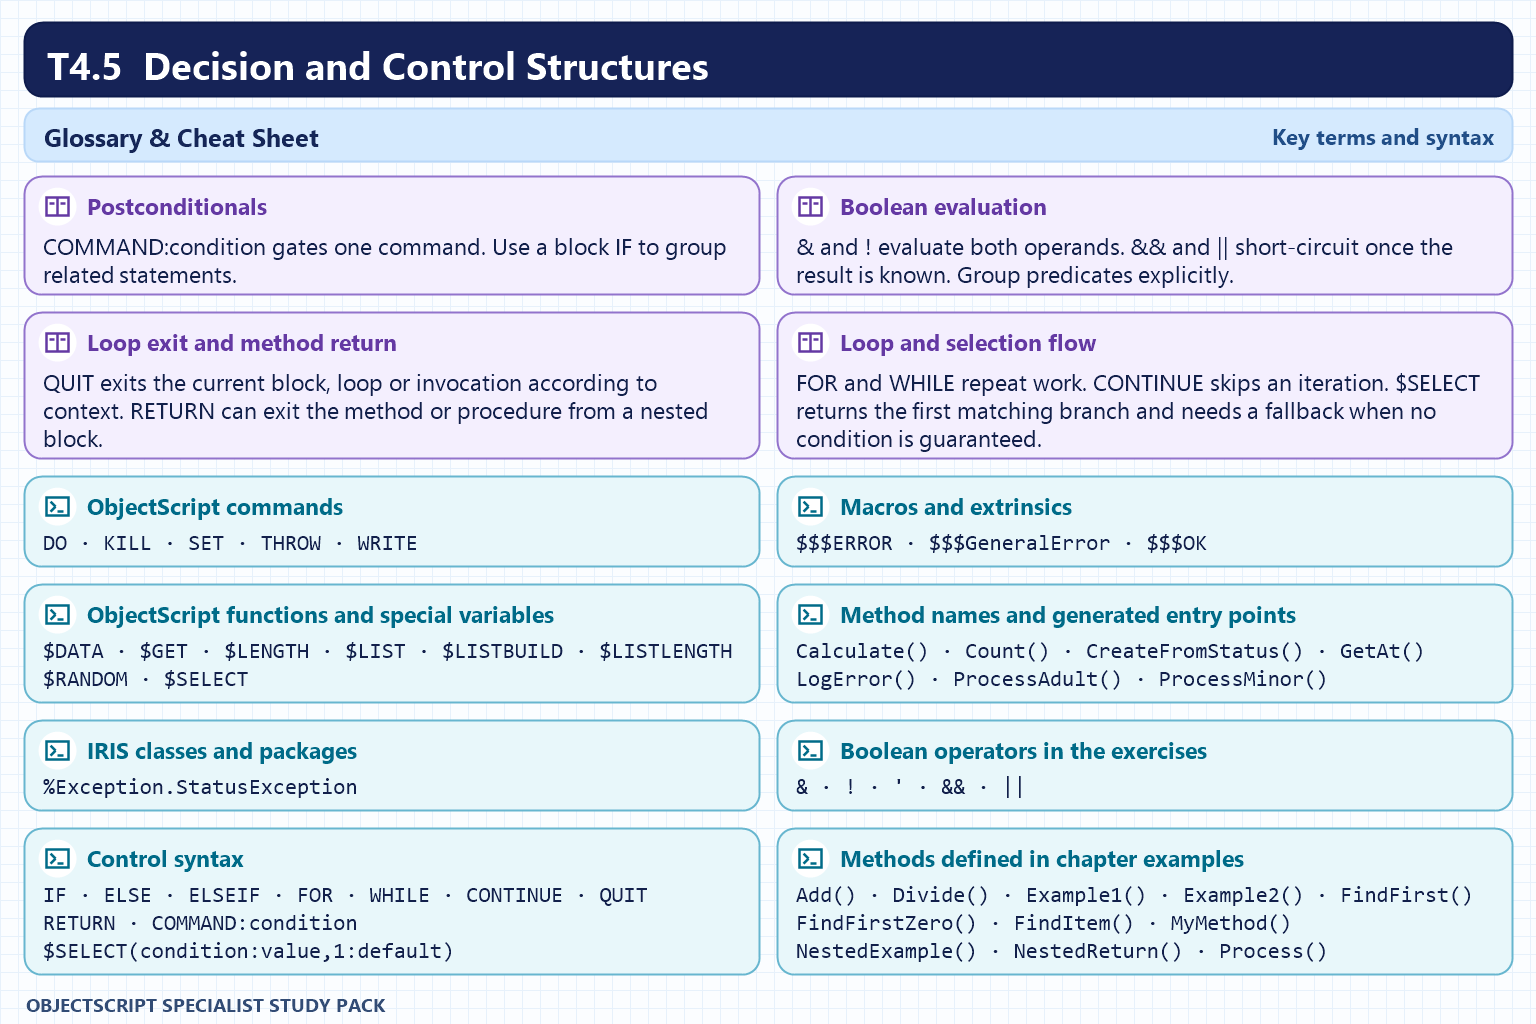 T4.5 Decision and Control Structures
Glossary & Cheat Sheet
Key terms and syntax
Postconditionals
COMMAND:condition gates one command. Use a block IF to group
related statements.
Boolean evaluation
& and ! evaluate both operands. && and || short-circuit once the
result is known. Group predicates explicitly.
Loop exit and method return
QUIT exits the current block, loop or invocation according to
context. RETURN can exit the method or procedure from a nested
block.
Loop and selection flow
FOR and WHILE repeat work. CONTINUE skips an iteration. $SELECT
returns the first matching branch and needs a fallback when no
condition is guaranteed.
ObjectScript commands
DO · KILL · SET · THROW · WRITE
Macros and extrinsics
$$$ERROR · $$$GeneralError · $$$OK
ObjectScript functions and special variables
$DATA · $GET · $LENGTH · $LIST · $LISTBUILD · $LISTLENGTH
$RANDOM · $SELECT
Method names and generated entry points
Calculate() · Count() · CreateFromStatus() · GetAt()
LogError() · ProcessAdult() · ProcessMinor()
IRIS classes and packages
%Exception.StatusException
Boolean operators in the exercises
& · ! · ' · && · ||
Control syntax
IF · ELSE · ELSEIF · FOR · WHILE · CONTINUE · QUIT
RETURN · COMMAND:condition
$SELECT(condition:value,1:default)
Methods defined in chapter examples
Add() · Divide() · Example1() · Example2() · FindFirst()
FindFirstZero() · FindItem() · MyMethod()
NestedExample() · NestedReturn() · Process()
OBJECTSCRIPT SPECIALIST STUDY PACK